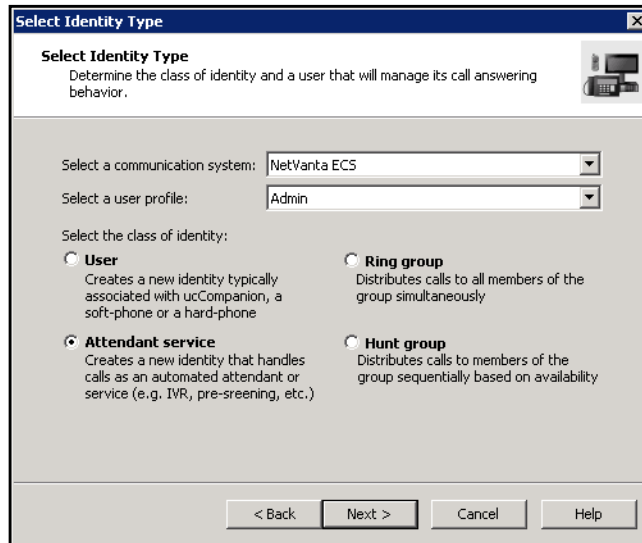 Select Identity Type
Select Identity Type
Determine the class of identity and a user that will manage its call answering
behavior.
Select a communication system: NetVanta ECS
Select a user profile: Admin
Select the class of identity:
User
Creates a new identity typically
associated with ucCompanion, a
soft-phone or a hard-phone
Ring group
Distributes calls to all members of the
group simultaneously
Attendant service
Creates a new identity that handles
calls as an automated attendant or
service (e.g. IVR, pre-sreening, etc.)
Hunt group
Distributes calls to members of the
group sequentially based on availability
< Back Next > Cancel Help